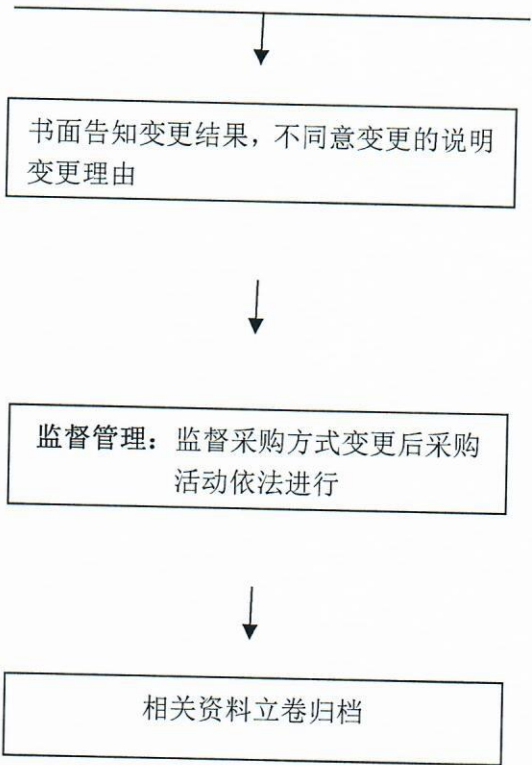 书面告知变更结果，不同意变更的说明
变更理由
监督管理：监督采购方式变更后采购
活动依法进行
相关资料立卷归档